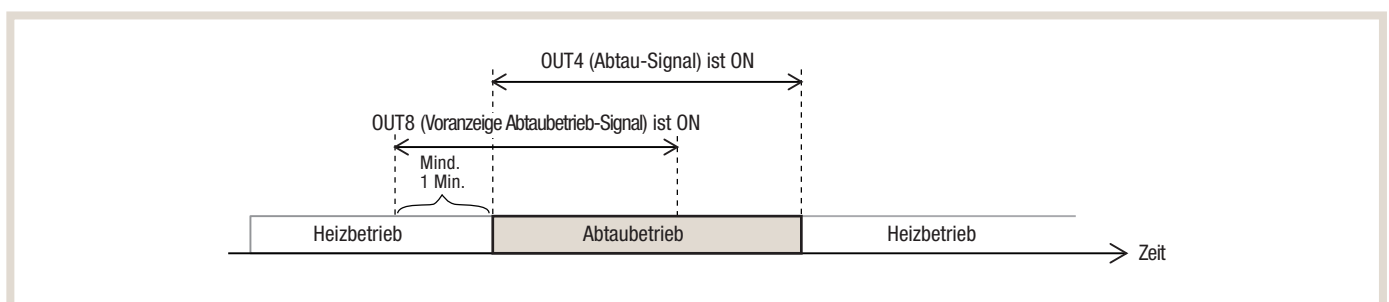 OUT4 (Abtau-Signal) ist ON
OUT8 (Voranzeige Abtaubetrieb-Signal) ist ON
Mind.
1 Min.
Heizbetrieb
Abtaubetrieb
Heizbetrieb
Zeit